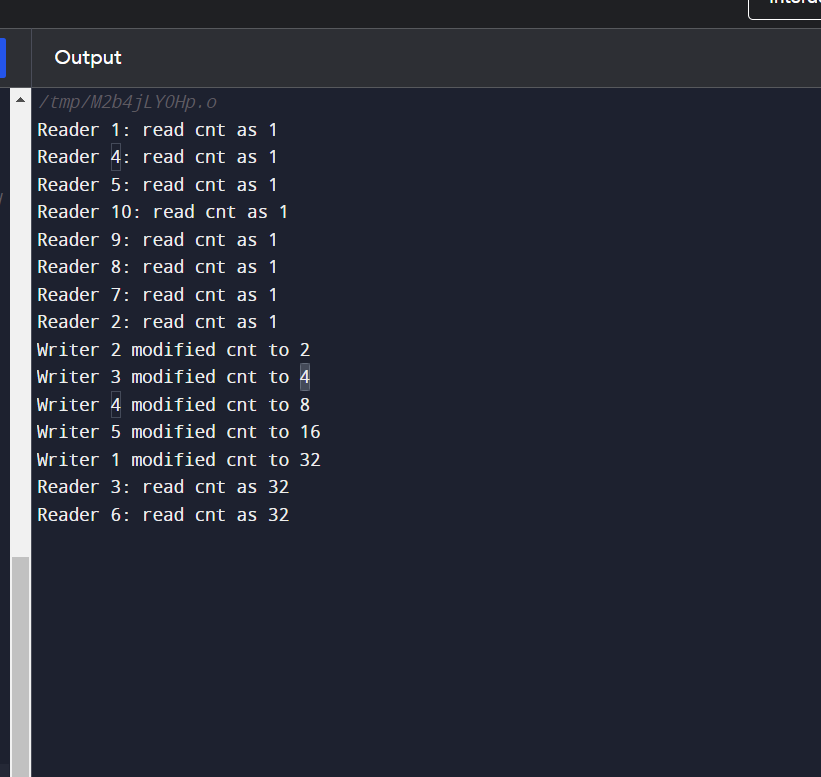 Output
/tmp/M2b4jLYOHp.o
Reader 1: read cnt as 1
Reader 4: read cnt as 1
Reader 5: read cnt as 1
Reader 10: read cnt as 1
Reader 9: read cnt as 1
Reader 8: read cnt as 1
Reader 7: read cnt as 1
Reader 2: read cnt as 1
Writer 2 modified cnt to 2
Writer 3 modified cnt to 4
Writer 4 modified cnt to 8
Writer 5 modified cnt to 16
Writer 1 modified cnt to 32
Reader 3: read cnt as 32
Reader 6: read cnt as 32